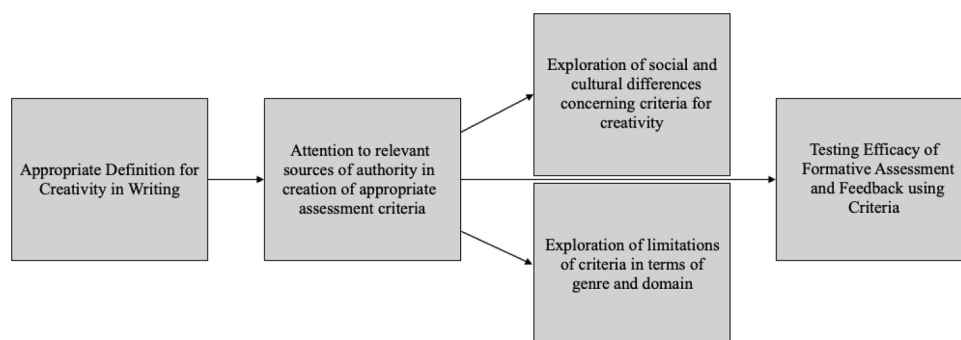 Appropriate Definition for
Creativity in Writing
Attention to relevant
sources of authority in
creation of appropriate
assessment criteria
Exploration of social and
cultural differences
concerning criteria for
creativity
Exploration of limitations
of criteria in terms of
genre and domain
Testing Efficacy of
Formative Assessment
and Feedback using
Criteria